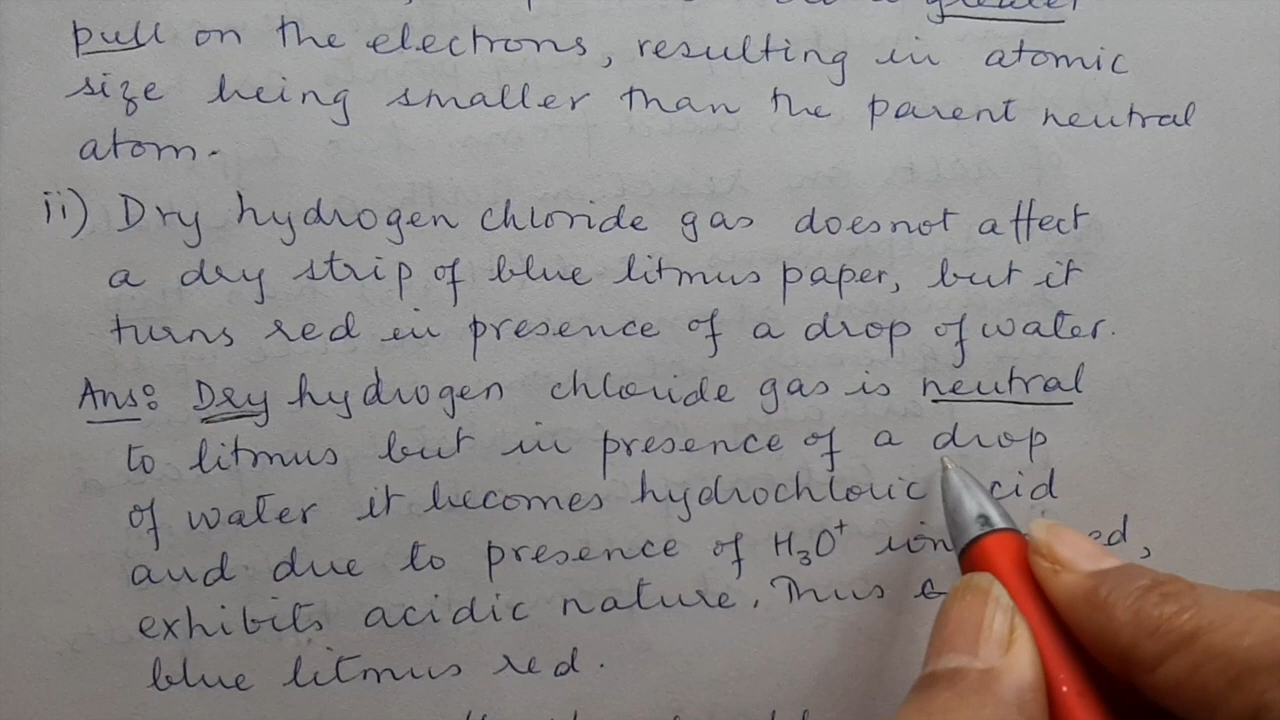 greater
pull on the electrons, resulting in atomic
size being smaller than the parent neutral
atom.
ii) Dry hydrogen chloride gas doesnot affect
a dry strip of blue litmus paper, but it
turns red in presence of a drop of water.
Ans: Dry hydrogen chloride gas is neutral
to litmus but in presence of a drop
of water it becomes hydrochloric
and due to presence of H₃O⁺
exhibits acidic nature. Thus
blue litmus red.